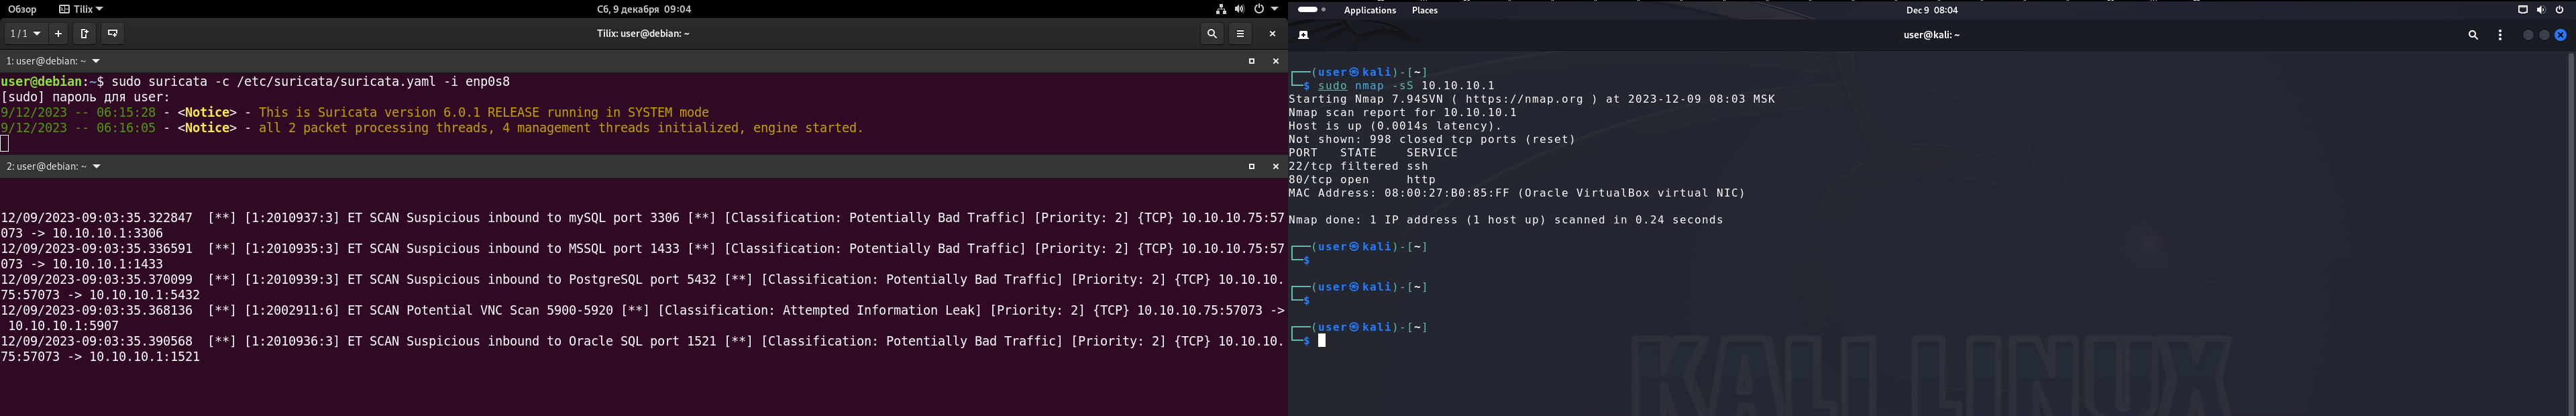 Обзор Tilix Сб, 9 декабря 09:04
1 / 1 Tilix: user@debian: ~
1: user@debian: ~
user@debian:~$ sudo suricata -c /etc/suricata/suricata.yaml -i enp0s8
[sudo] пароль для user:
9/12/2023 -- 06:15:28 - <Notice> - This is Suricata version 6.0.1 RELEASE running in SYSTEM mode
9/12/2023 -- 06:16:05 - <Notice> - all 2 packet processing threads, 4 management threads initialized, engine started.
2: user@debian: ~
12/09/2023-09:03:35.322847  [**] [1:2010937:3] ET SCAN Suspicious inbound to mySQL port 3306 [**] [Classification: Potentially Bad Traffic] [Priority: 2] {TCP} 10.10.10.75:57
073 -> 10.10.10.1:3306
12/09/2023-09:03:35.336591  [**] [1:2010935:3] ET SCAN Suspicious inbound to MSSQL port 1433 [**] [Classification: Potentially Bad Traffic] [Priority: 2] {TCP} 10.10.10.75:57
073 -> 10.10.10.1:1433
12/09/2023-09:03:35.370099  [**] [1:2010939:3] ET SCAN Suspicious inbound to PostgreSQL port 5432 [**] [Classification: Potentially Bad Traffic] [Priority: 2] {TCP} 10.10.10.
75:57073 -> 10.10.10.1:5432
12/09/2023-09:03:35.368136  [**] [1:2002911:6] ET SCAN Potential VNC Scan 5900-5920 [**] [Classification: Attempted Information Leak] [Priority: 2] {TCP} 10.10.10.75:57073 ->
10.10.10.1:5907
12/09/2023-09:03:35.390568  [**] [1:2010936:3] ET SCAN Suspicious inbound to Oracle SQL port 1521 [**] [Classification: Potentially Bad Traffic] [Priority: 2] {TCP} 10.10.10.
75:57073 -> 10.10.10.1:1521
Applications Places Dec 9 08:04
user@kali: ~
(user㉿kali)-[~]
$ sudo nmap -sS 10.10.10.1
Starting Nmap 7.94SVN ( https://nmap.org ) at 2023-12-09 08:03 MSK
Nmap scan report for 10.10.10.1
Host is up (0.0014s latency).
Not shown: 998 closed tcp ports (reset)
PORT   STATE    SERVICE
22/tcp filtered ssh
80/tcp open     http
MAC Address: 08:00:27:B0:85:FF (Oracle VirtualBox virtual NIC)
Nmap done: 1 IP address (1 host up) scanned in 0.24 seconds
(user㉿kali)-[~]
$
(user㉿kali)-[~]
$
(user㉿kali)-[~]
$
KALI LINUX